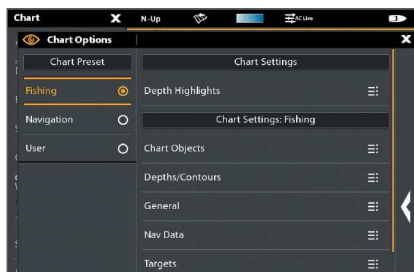 Chart X N-Up AC Live
Chart Options X
Chart Preset
Chart Settings
Fishing
Depth Highlights
Navigation
Chart Settings: Fishing
User
Chart Objects
Depths/Contours
General
Nav Data
Targets